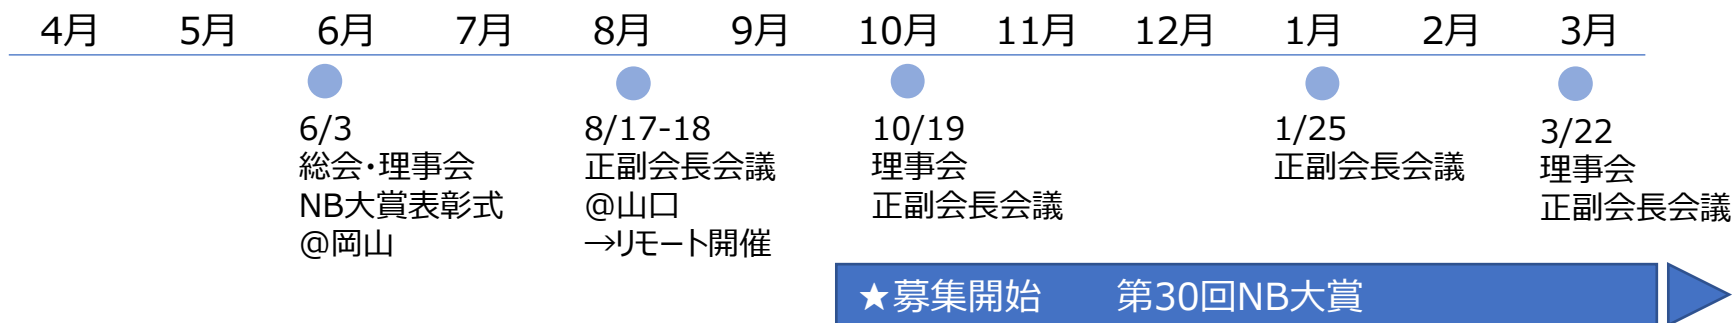 4月 5月 6月 7月 8月 9月 10月 11月 12月 1月 2月 3月
6/3
総会・理事会
NB大賞表彰式
@岡山
8/17-18
正副会長会議
@山口
→リモート開催
10/19
理事会
正副会長会議
1/25
正副会長会議
3/22
理事会
正副会長会議
★募集開始 第30回NB大賞